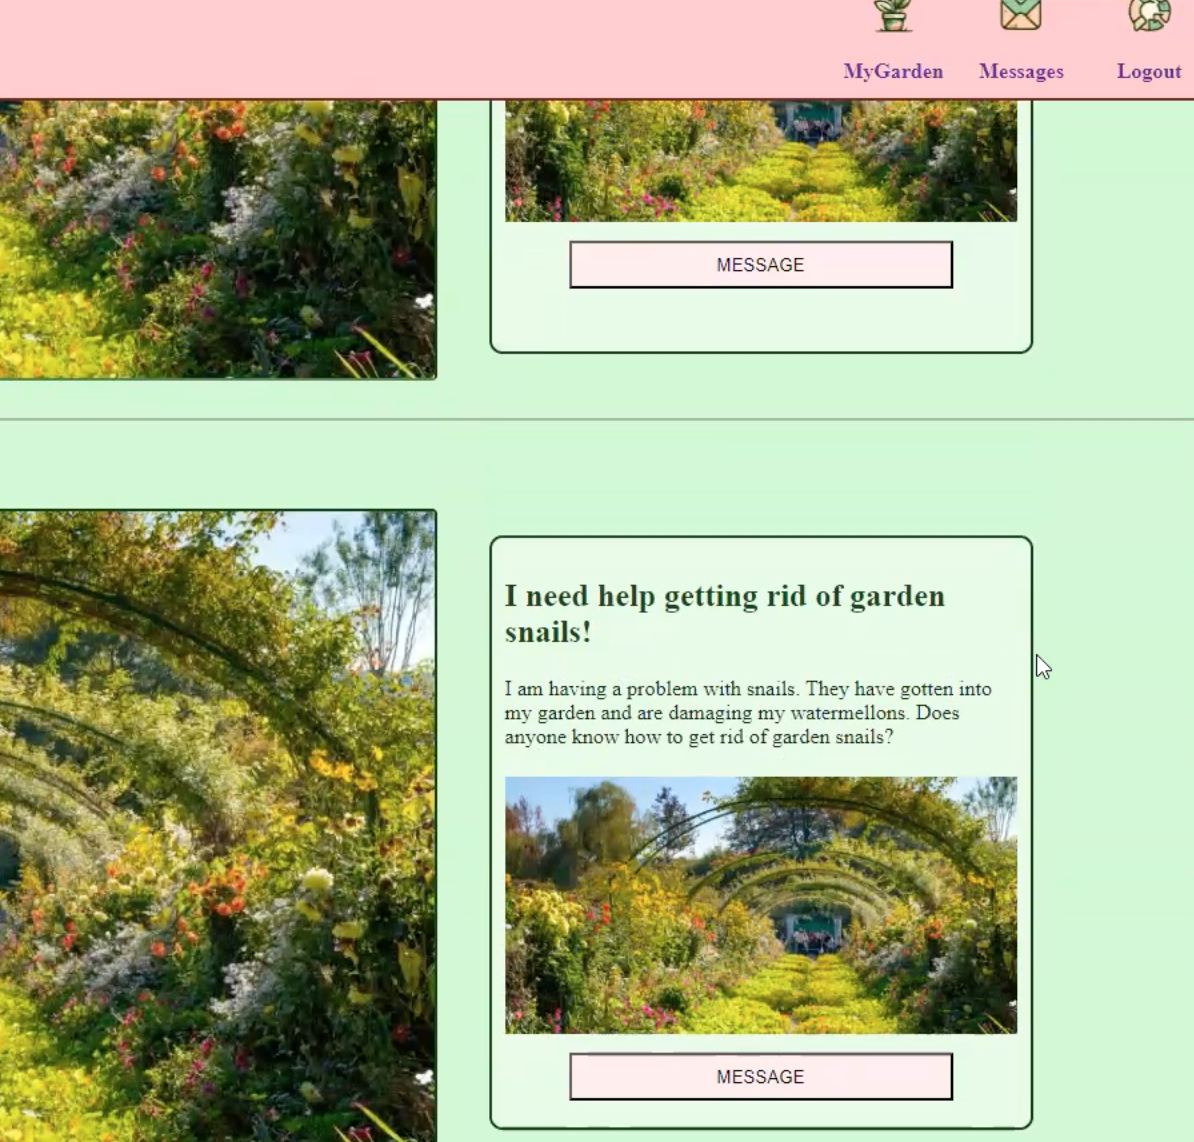 MyGarden Messages Logout
MESSAGE
I need help getting rid of garden
snails!
I am having a problem with snails. They have gotten into
my garden and are damaging my watermellons. Does
anyone know how to get rid of garden snails?
MESSAGE